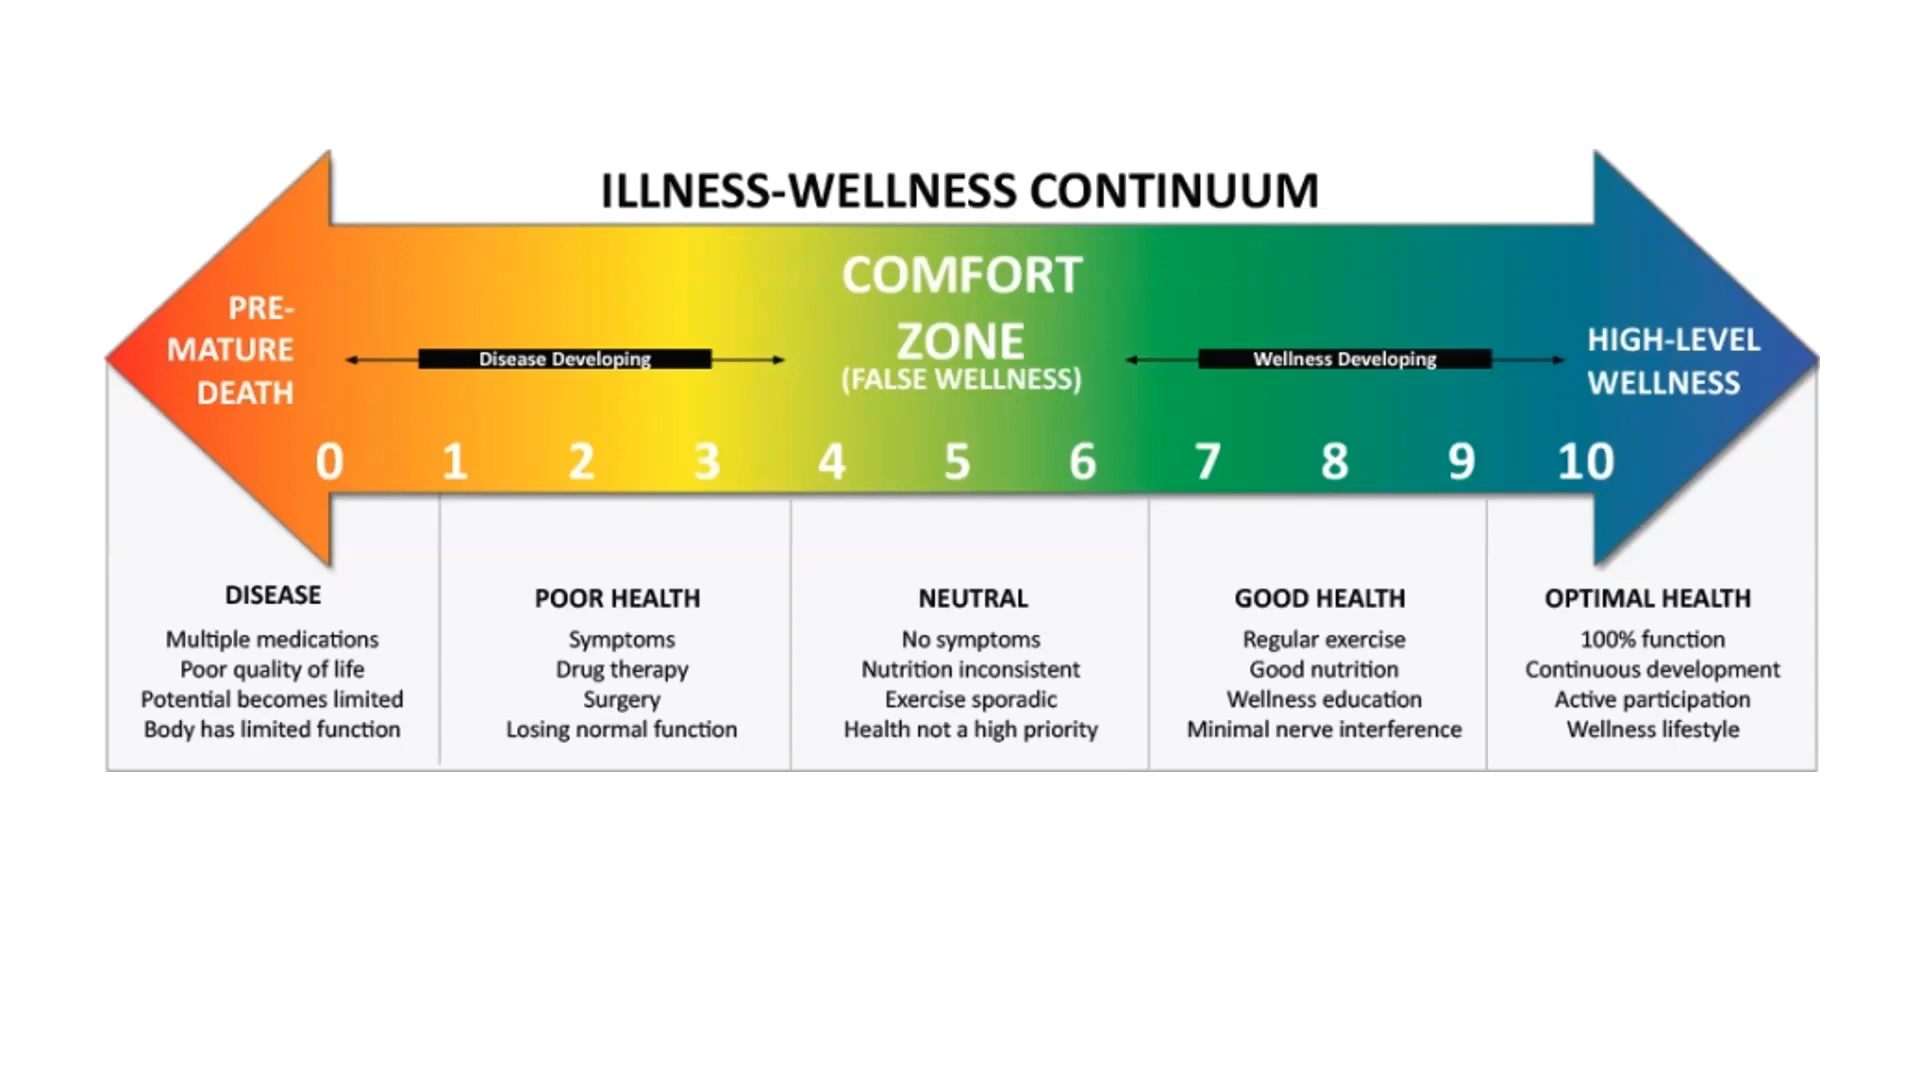 ILLNESS-WELLNESS CONTINUUM
PRE-
MATURE
DEATH
Disease Developing
COMFORT
ZONE
(FALSE WELLNESS)
Wellness Developing
HIGH-LEVEL
WELLNESS
0 1 2 3 4 5 6 7 8 9 10
DISEASE
Multiple medications
Poor quality of life
Potential becomes limited
Body has limited function
POOR HEALTH
Symptoms
Drug therapy
Surgery
Losing normal function
NEUTRAL
No symptoms
Nutrition inconsistent
Exercise sporadic
Health not a high priority
GOOD HEALTH
Regular exercise
Good nutrition
Wellness education
Minimal nerve interference
OPTIMAL HEALTH
100% function
Continuous development
Active participation
Wellness lifestyle